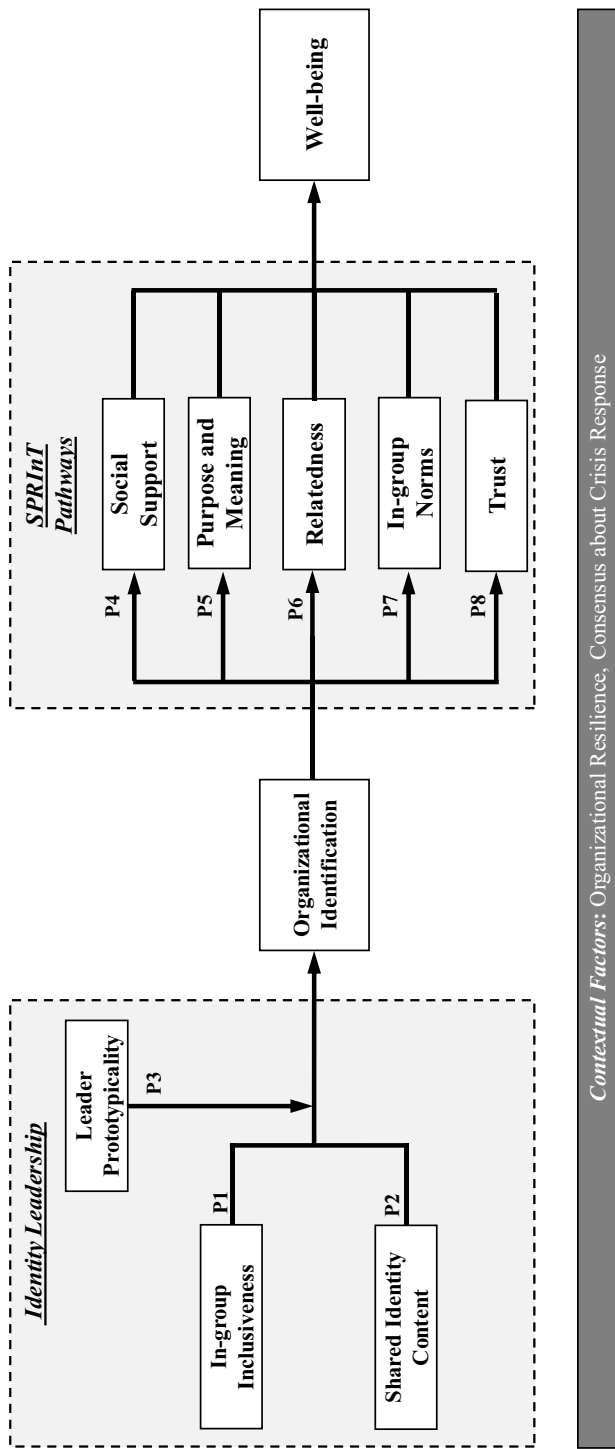 Identity Leadership
Leader
Prototypicality
P3
In-group
Inclusiveness
P1
Shared Identity
Content
P2
Organizational
Identification
SPRInT
Pathways
P4
Social
Support
P5
Purpose and
Meaning
P6
Relatedness
P7
In-group
Norms
P8
Trust
Well-being
Contextual Factors: Organizational Resilience, Consensus about Crisis Response